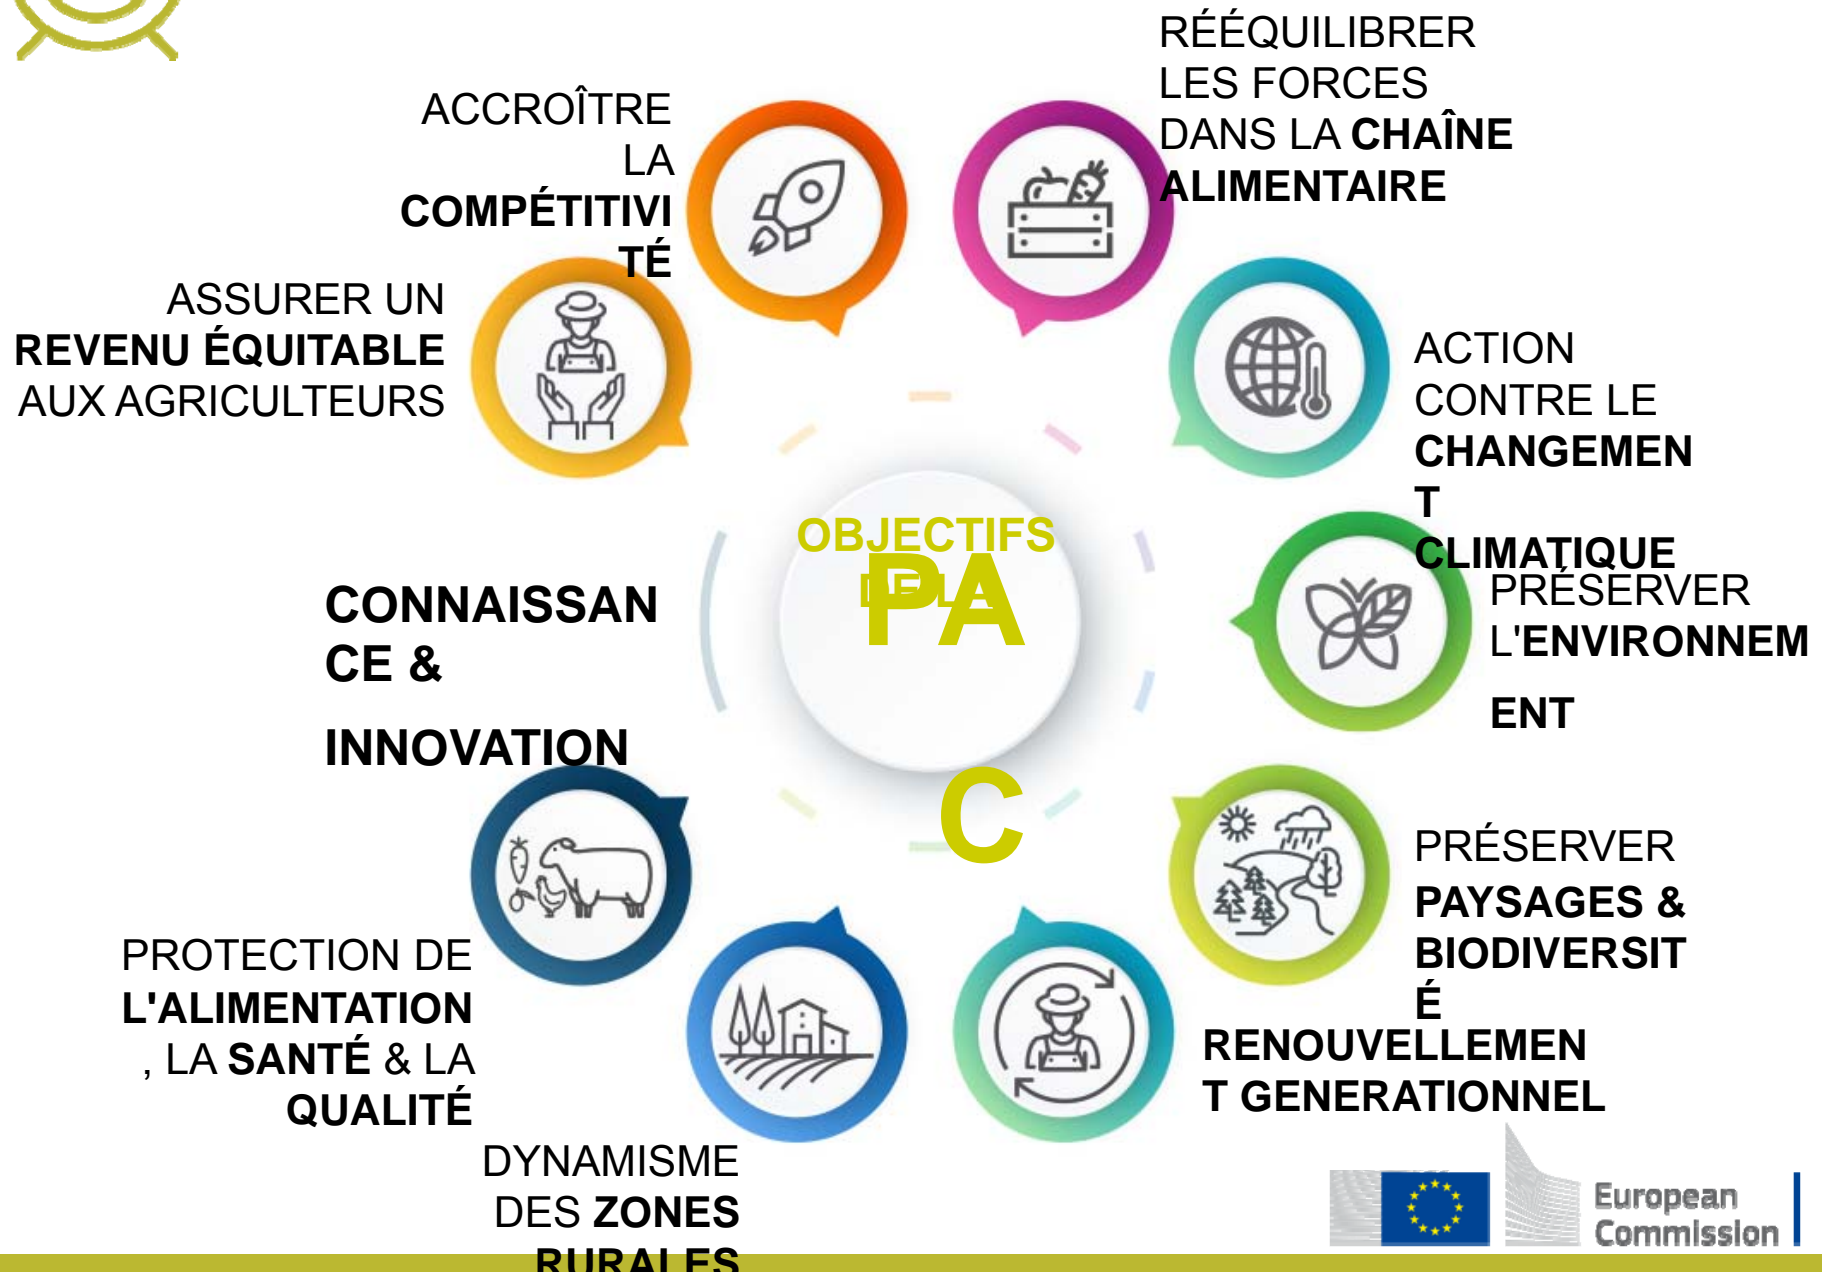 RÉÉQUILIBRER
LES FORCES
DANS LA CHAÎNE
ALIMENTAIRE
ACCROÎTRE
LA
COMPÉTITIVI
TÉ
ASSURER UN
REVENU ÉQUITABLE
AUX AGRICULTEURS
ACTION
CONTRE LE
CHANGEMEN
T
CLIMATIQUE
OBJECTIFS
DE LA
PA
C
PRÉSERVER
L'ENVIRONNEM
ENT
CONNAISSAN
CE &
INNOVATION
PRÉSERVER
PAYSAGES &
BIODIVERSIT
É
PROTECTION DE
L'ALIMENTATION
, LA SANTÉ & LA
QUALITÉ
RENOUVELLEMEN
T GENERATIONNEL
DYNAMISME
DES ZONES
RURALES
European
Commission